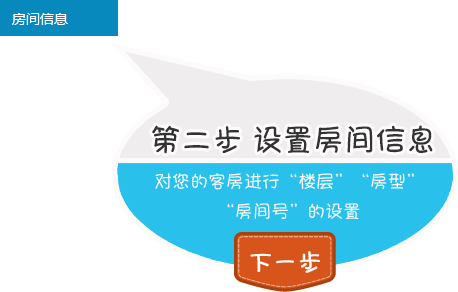 房间信息
第二步 设置房间信息
对您的客房进行“楼层”“房型”
“房间号”的设置
下一步